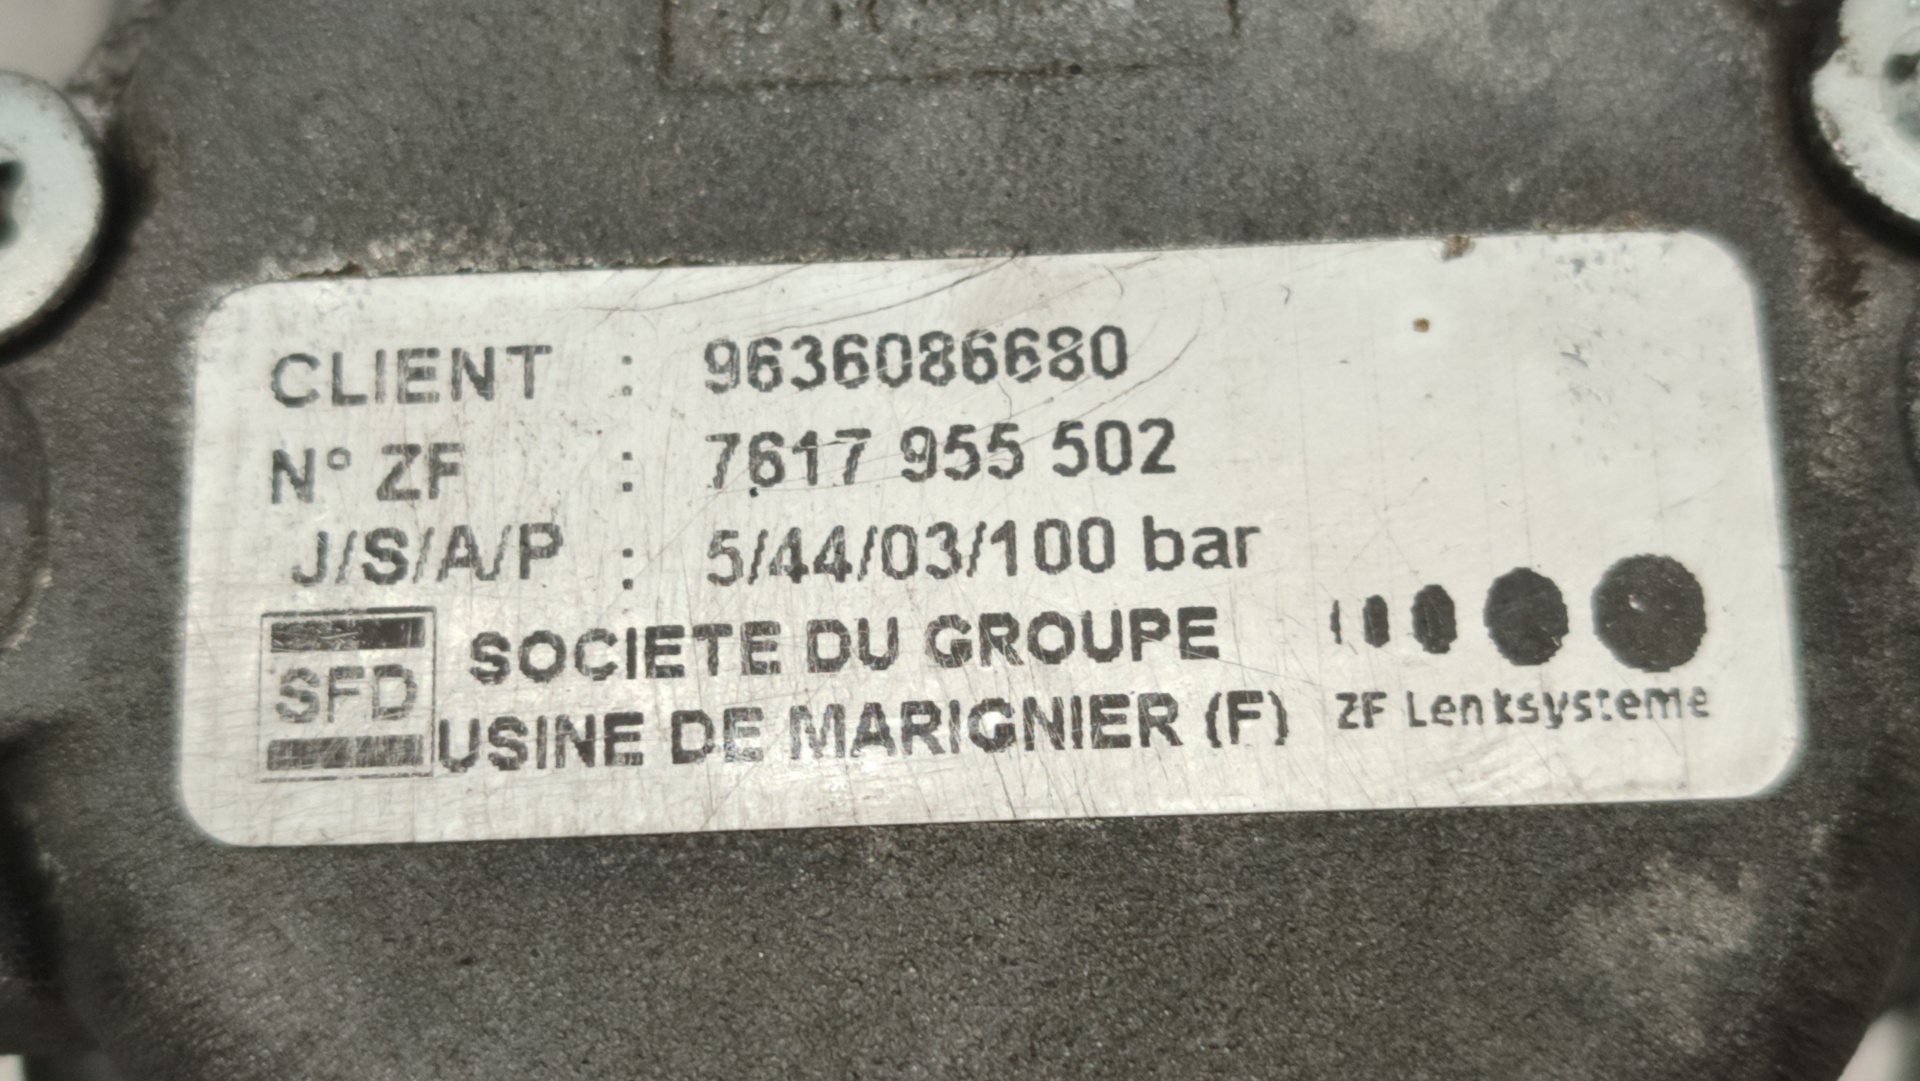 CLIENT : 9636086680
N° ZF : 7617 955 502
J/S/A/P : 5/44/03/100 bar
SFD
SOCIETE DU GROUPE
USINE DE MARIGNIER (F)
ZF Lenksysteme